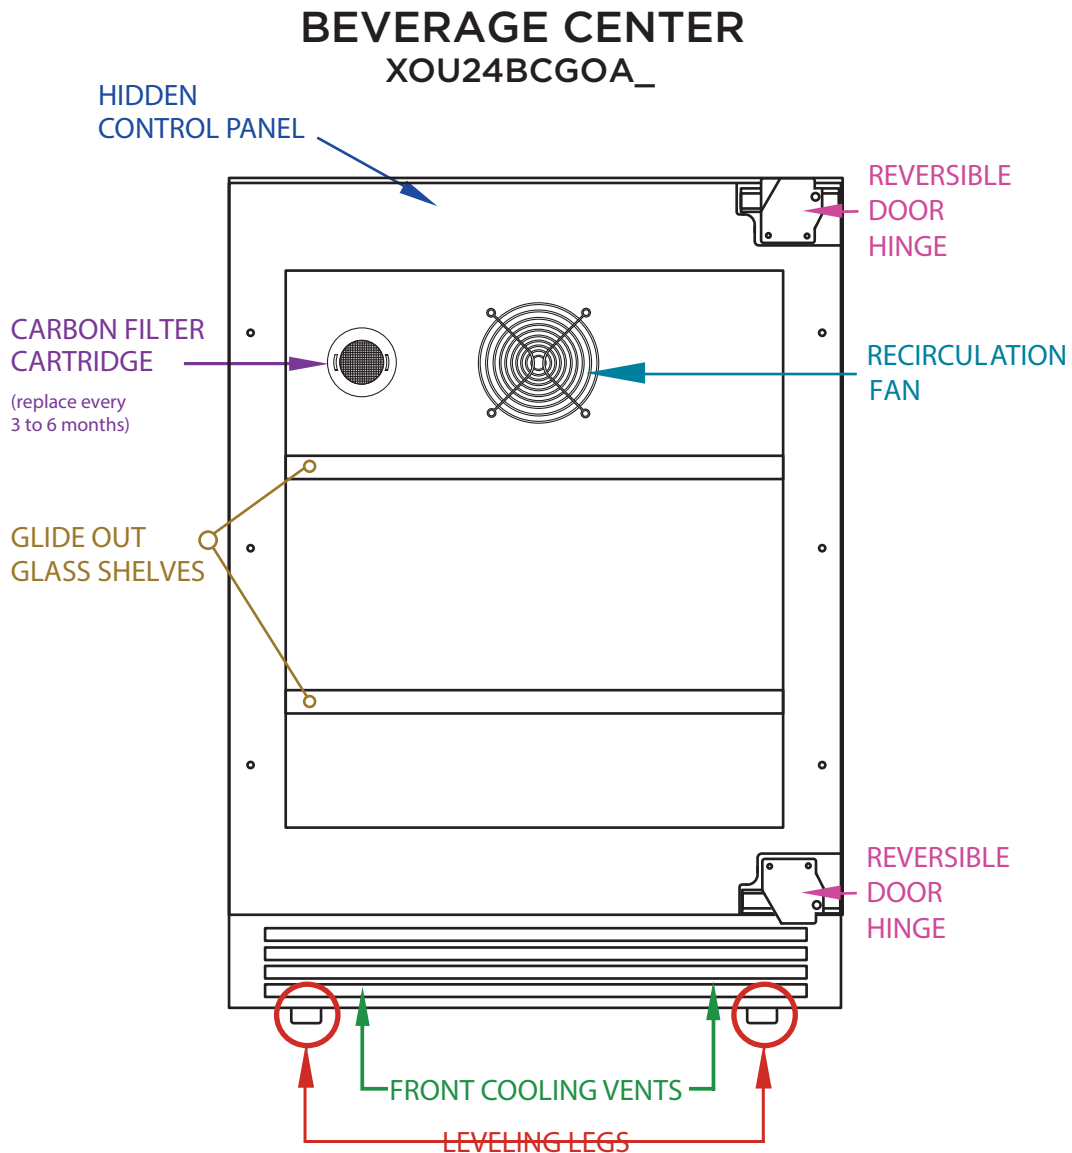 BEVERAGE CENTER
XOU24BCGOA_
HIDDEN
CONTROL PANEL
REVERSIBLE
DOOR
HINGE
CARBON FILTER
CARTRIDGE
(replace every
3 to 6 months)
RECIRCULATION
FAN
GLIDE OUT
GLASS SHELVES
REVERSIBLE
DOOR
HINGE
FRONT COOLING VENTS
LEVELING LEGS